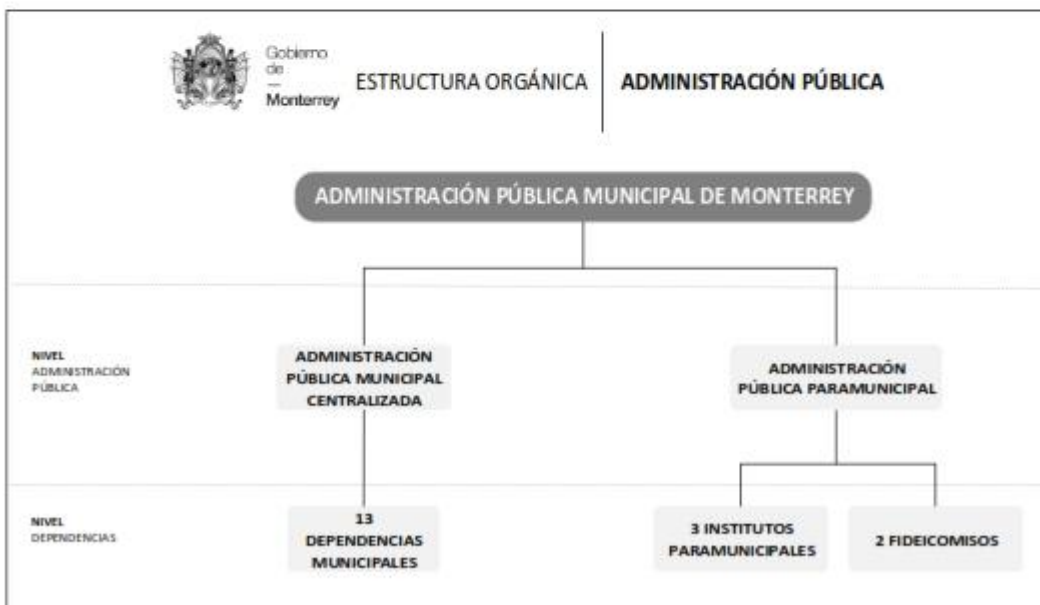 Gobierno
de
—
Monterrey
ESTRUCTURA ORGÁNICA
ADMINISTRACIÓN PÚBLICA
ADMINISTRACIÓN PÚBLICA MUNICIPAL DE MONTERREY
NIVEL
ADMINISTRACIÓN
PÚBLICA
ADMINISTRACIÓN
PÚBLICA MUNICIPAL
CENTRALIZADA
ADMINISTRACIÓN
PÚBLICA PARAMUNICIPAL
NIVEL
DEPENDENCIAS
13
DEPENDENCIAS
MUNICIPALES
3 INSTITUTOS
PARAMUNICIPALES
2 FIDEICOMISOS